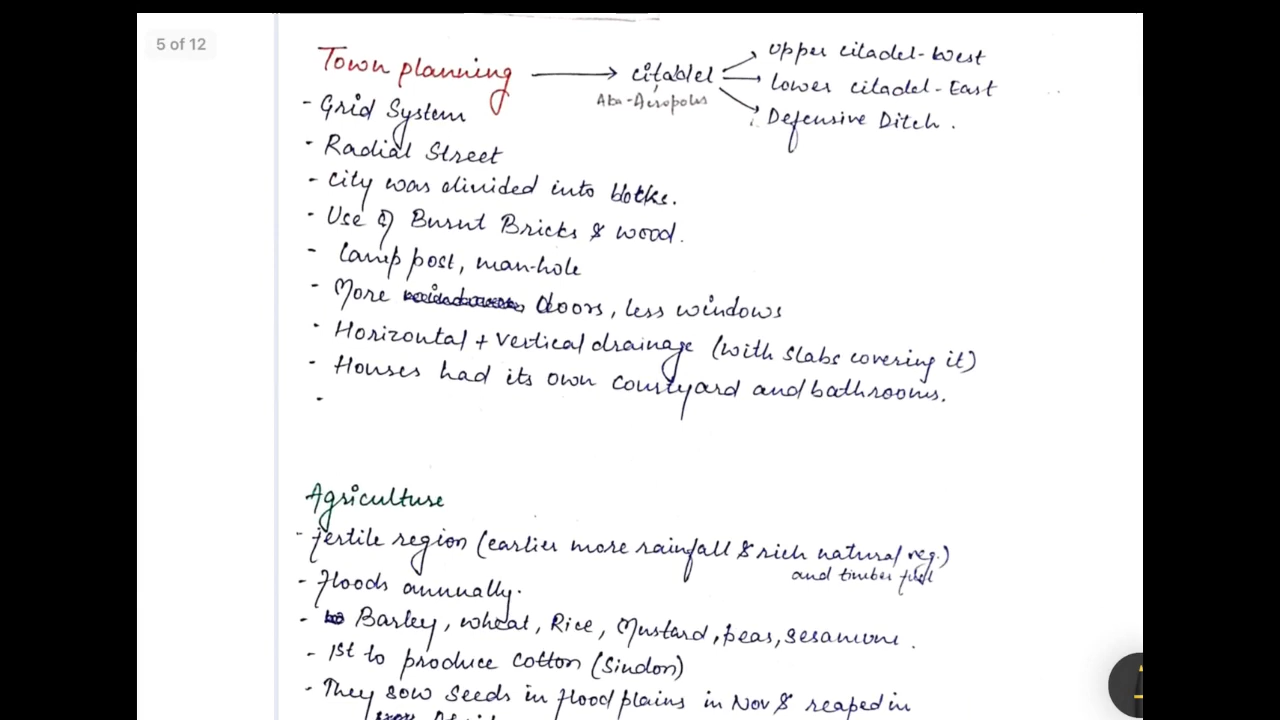 5 of 12
Town planning → citadel
Aka-Acropolus
Upper citadel-West
Lower citadel-East
Defensive Ditch.
- Grid System
- Radial Street
- City was divided into blocks.
- Use of Burnt Bricks & wood.
- Lamp post, man-hole
- More doors, less windows
- Horizontal + Vertical drainage (with slabs covering it)
- Houses had its own courtyard and bathrooms.
-
Agriculture
- fertile region (earlier more rainfall & rich natural veg.)
and timber fuel
- Floods annually.
- Barley, wheat, Rice, Mustard, peas, sesamum.
- 1st to produce cotton (Sindon)
- They sow seeds in flood plains in Nov & reaped in